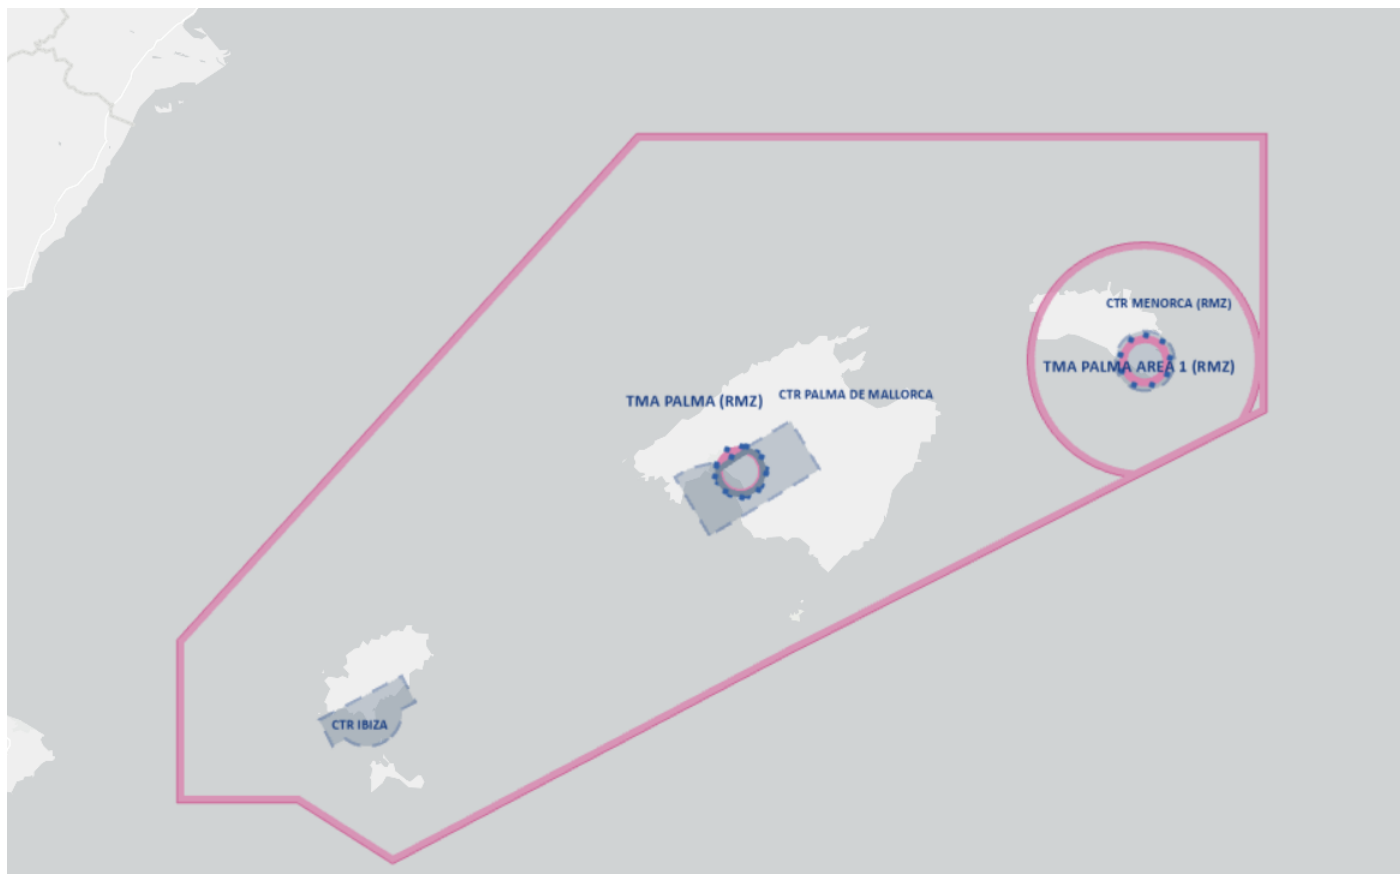 CTR MENORCA (RMZ)
TMA PALMA AREA 1 (RMZ)
TMA PALMA (RMZ)
CTR PALMA DE MALLORCA
CTR IBIZA